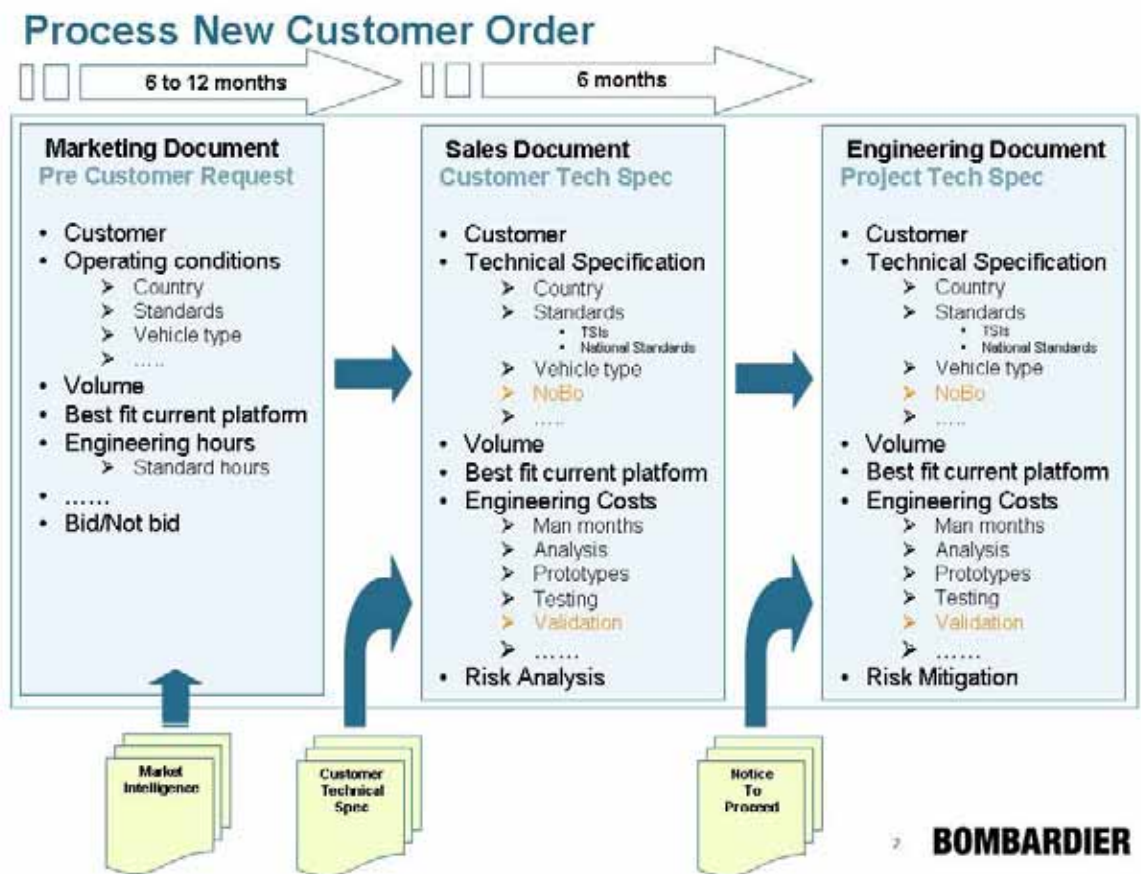 Process New Customer Order
6 to 12 months
6 months
Marketing Document
Pre Customer Request
• Customer
• Operating conditions
➢ Country
➢ Standards
➢ Vehicle type
➢ .....
• Volume
• Best fit current platform
• Engineering hours
➢ Standard hours
• ......
• Bid/Not bid
Sales Document
Customer Tech Spec
• Customer
• Technical Specification
➢ Country
➢ Standards
• TSIs
• National Standards
➢ Vehicle type
➢ NoBo
➢ .....
• Volume
• Best fit current platform
• Engineering Costs
➢ Man months
➢ Analysis
➢ Prototypes
➢ Testing
➢ Validation
➢ ......
• Risk Analysis
Engineering Document
Project Tech Spec
• Customer
• Technical Specification
➢ Country
➢ Standards
• TSIs
• National Standards
➢ Vehicle type
➢ NoBo
➢ .....
• Volume
• Best fit current platform
• Engineering Costs
➢ Man months
➢ Analysis
➢ Prototypes
➢ Testing
➢ Validation
➢ ......
• Risk Mitigation
Market
Intelligence
Customer
Technical
Spec
Notice
To
Proceed
BOMBARDIER